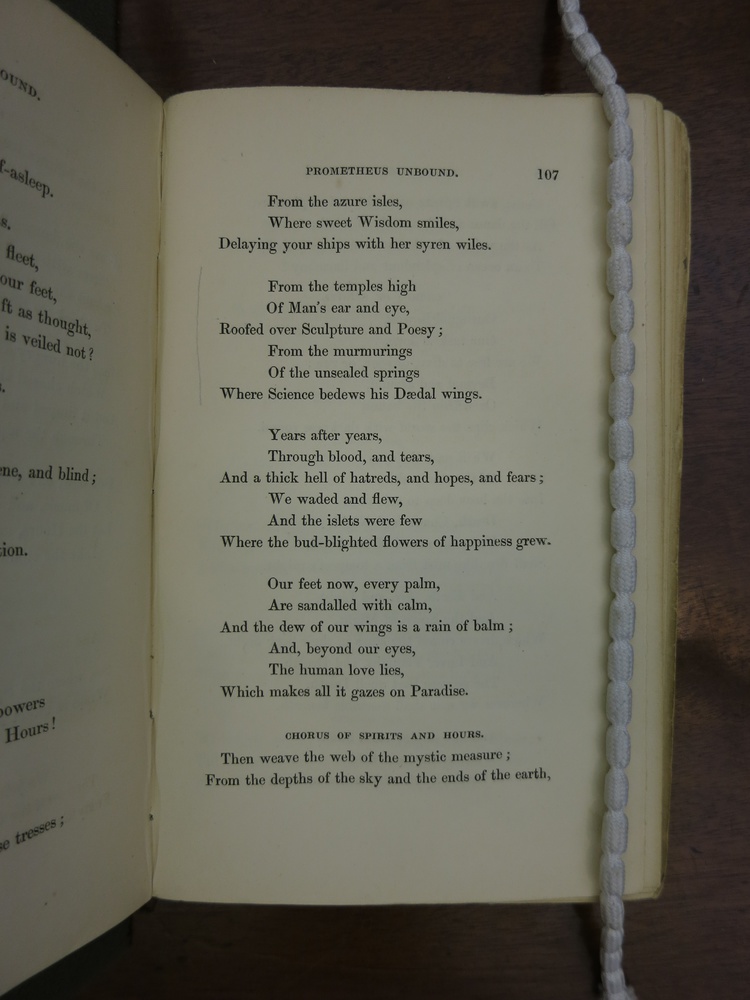 OUND.
f-asleep.
s.
fleet,
our feet,
ft as thought,
is veiled not?
ene, and blind;
tion.
powers
Hours!
se tresses;
PROMETHEUS UNBOUND. 107
From the azure isles,
Where sweet Wisdom smiles,
Delaying your ships with her syren wiles.
From the temples high
Of Man's ear and eye,
Roofed over Sculpture and Poesy;
From the murmurings
Of the unsealed springs
Where Science bedews his Dædal wings.
Years after years,
Through blood, and tears,
And a thick hell of hatreds, and hopes, and fears;
We waded and flew,
And the islets were few
Where the bud-blighted flowers of happiness grew.
Our feet now, every palm,
Are sandalled with calm,
And the dew of our wings is a rain of balm;
And, beyond our eyes,
The human love lies,
Which makes all it gazes on Paradise.
CHORUS OF SPIRITS AND HOURS.
Then weave the web of the mystic measure;
From the depths of the sky and the ends of the earth,